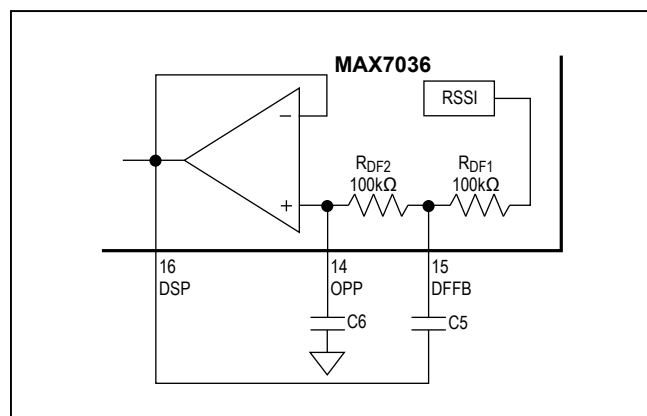 MAX7036
RSSI
−
+
RDF2
100kΩ
RDF1
100kΩ
16
DSP
14
OPP
15
DFFB
C6
C5